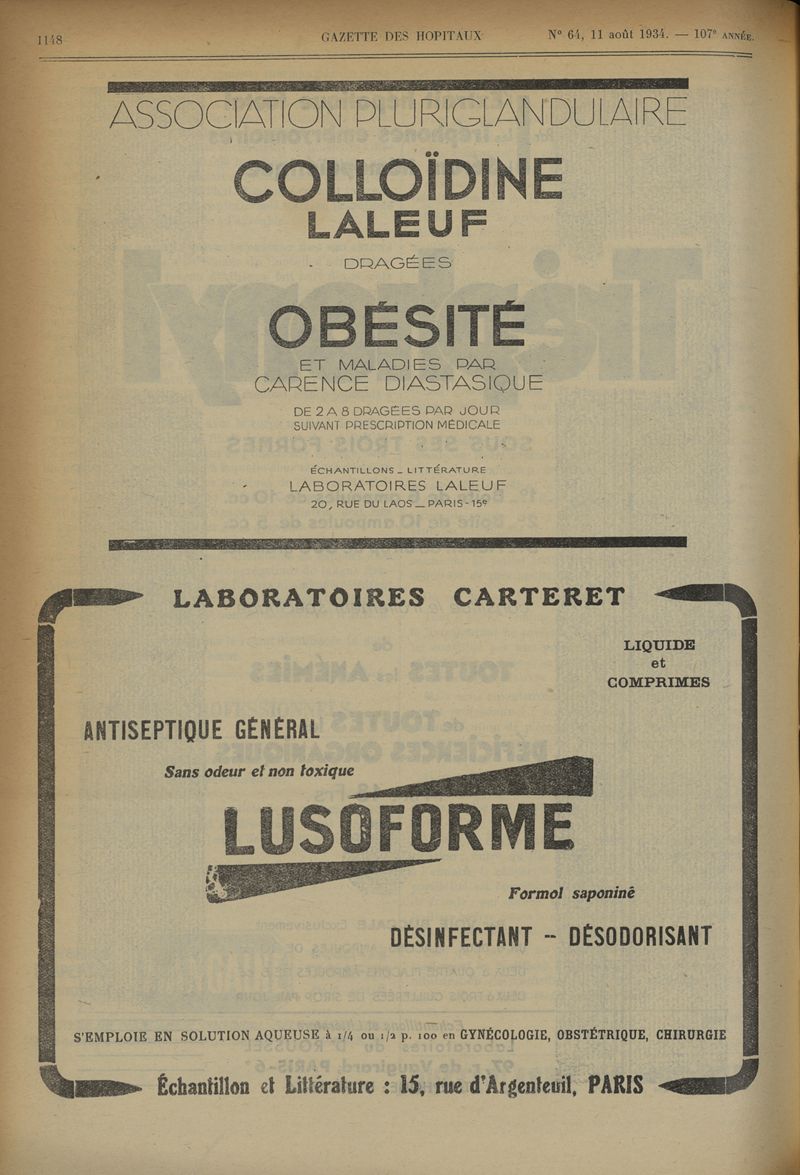 1148
GAZETTE DES HOPITAUX
N° 64, 11 août 1934. — 107e ANNÉE.
ASSOCIATION PLURIGLANDULAIRE
COLLOÏDINE
LALEUF
DRAGÉES
OBÉSITÉ
ET MALADIES PAR
CARENCE DIASTASIQUE
DE 2 A 8 DRAGÉES PAR JOUR
SUIVANT PRESCRIPTION MÉDICALE
ÉCHANTILLONS _ LITTÉRATURE
LABORATOIRES LALEUF
20, RUE DU LAOS _ PARIS-15e
LABORATOIRES CARTERET
LIQUIDE
et
COMPRIMES
ANTISEPTIQUE GÉNÉRAL
Sans odeur et non toxique
LUSOFORME
Formol saponiné
DÉSINFECTANT -- DÉSODORISANT
S'EMPLOIE EN SOLUTION AQUEUSE à 1/4 ou 1/2 p. 100 en GYNÉCOLOGIE, OBSTÉTRIQUE, CHIRURGIE
Échantillon et Littérature : 15, rue d'Argenteuil, PARIS